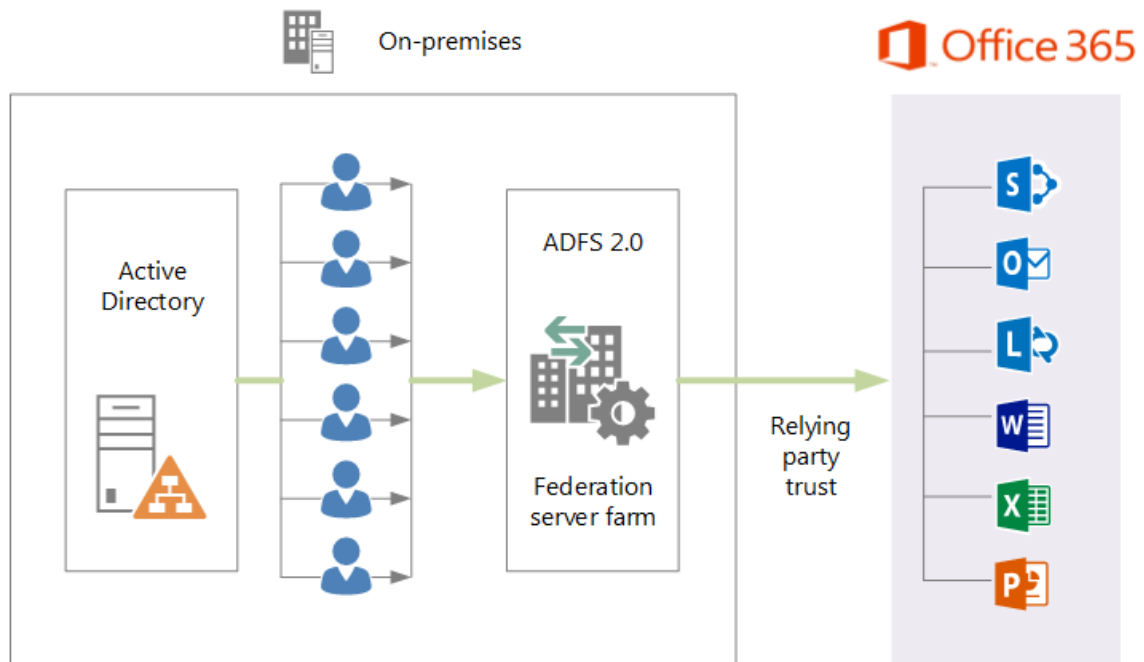 On-premises
Office 365
Active
Directory
ADFS 2.0
Federation
server farm
Relying
party
trust
S
O
L
W
X
P